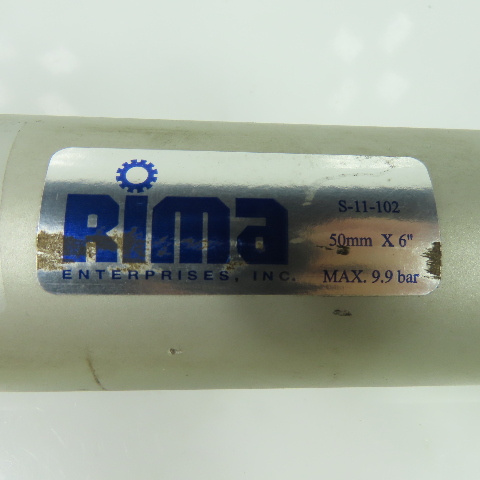 Rima
ENTERPRISES, INC.
S-11-102
50mm X 6"
MAX. 9.9 bar